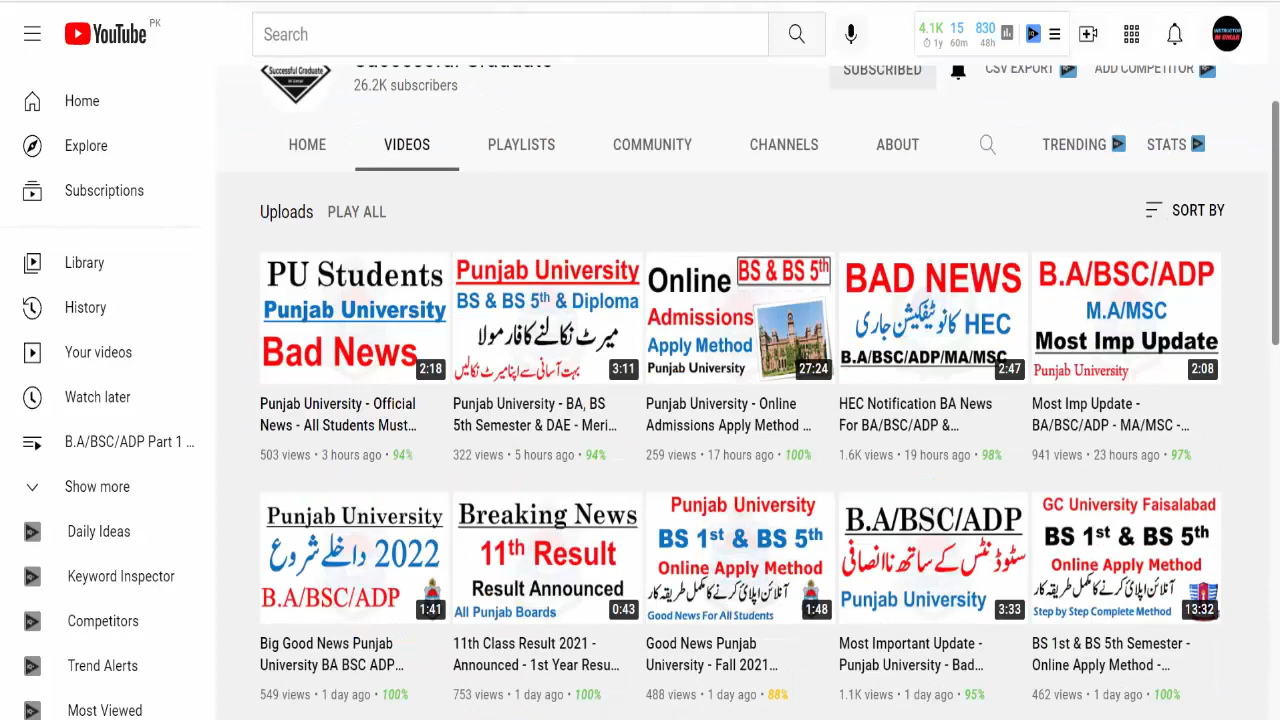 YouTube PK
Search
4.1K 15 830
1y 60m 48h
Successful Graduate
Successful Graduate
26.2K subscribers
SUBSCRIBED
CSV EXPORT
ADD COMPETITOR
HOME VIDEOS PLAYLISTS COMMUNITY CHANNELS ABOUT TRENDING STATS
Home
Explore
Subscriptions
Library
History
Your videos
Watch later
B.A/BSC/ADP Part 1 ...
Show more
Daily Ideas
Keyword Inspector
Competitors
Trend Alerts
Most Viewed
Uploads PLAY ALL SORT BY
PU Students
Punjab University
Bad News
2:18
Punjab University - Official
News - All Students Must...
503 views • 3 hours ago • 94%
Punjab University
BS & BS 5th & Diploma
میرٹ نکالنے کا فارمولا
بہت آسانی سے اپنا میرٹ نکالیں
3:11
Punjab University - BA, BS
5th Semester & DAE - Meri...
322 views • 5 hours ago • 94%
Online BS & BS 5th
Admissions
Apply Method
Punjab University
27:24
Punjab University - Online
Admissions Apply Method ...
259 views • 17 hours ago • 100%
BAD NEWS
HEC کا نوٹیفکیشن جاری
B.A/BSC/ADP/MA/MSC
2:47
HEC Notification BA News
For BA/BSC/ADP &...
1.6K views • 19 hours ago • 98%
B.A/BSC/ADP
M.A/MSC
Most Imp Update
Punjab University
2:08
Most Imp Update -
BA/BSC/ADP - MA/MSC -...
941 views • 23 hours ago • 97%
Punjab University
داخلے شروع 2022
B.A/BSC/ADP
1:41
Big Good News Punjab
University BA BSC ADP...
549 views • 1 day ago • 100%
Breaking News
11th Result
Result Announced
All Punjab Boards
0:43
11th Class Result 2021 -
Announced - 1st Year Resu...
753 views • 1 day ago • 100%
Punjab University
BS 1st & BS 5th
Online Apply Method
آنلائن اپلائی کرنے کا مکمل طریقہ کار
Good News For All Students
1:48
Good News Punjab
University - Fall 2021...
488 views • 1 day ago • 88%
B.A/BSC/ADP
سٹوڈنٹس کے ساتھ ناانصافی
Punjab University
3:33
Most Important Update -
Punjab University - Bad...
1.1K views • 1 day ago • 95%
GC University Faisalabad
BS 1st & BS 5th
Online Apply Method
آنلائن اپلائی کرنے کا مکمل طریقہ کار
Step by Step Complete Method
13:32
BS 1st & BS 5th Semester -
Online Apply Method -...
462 views • 1 day ago • 100%